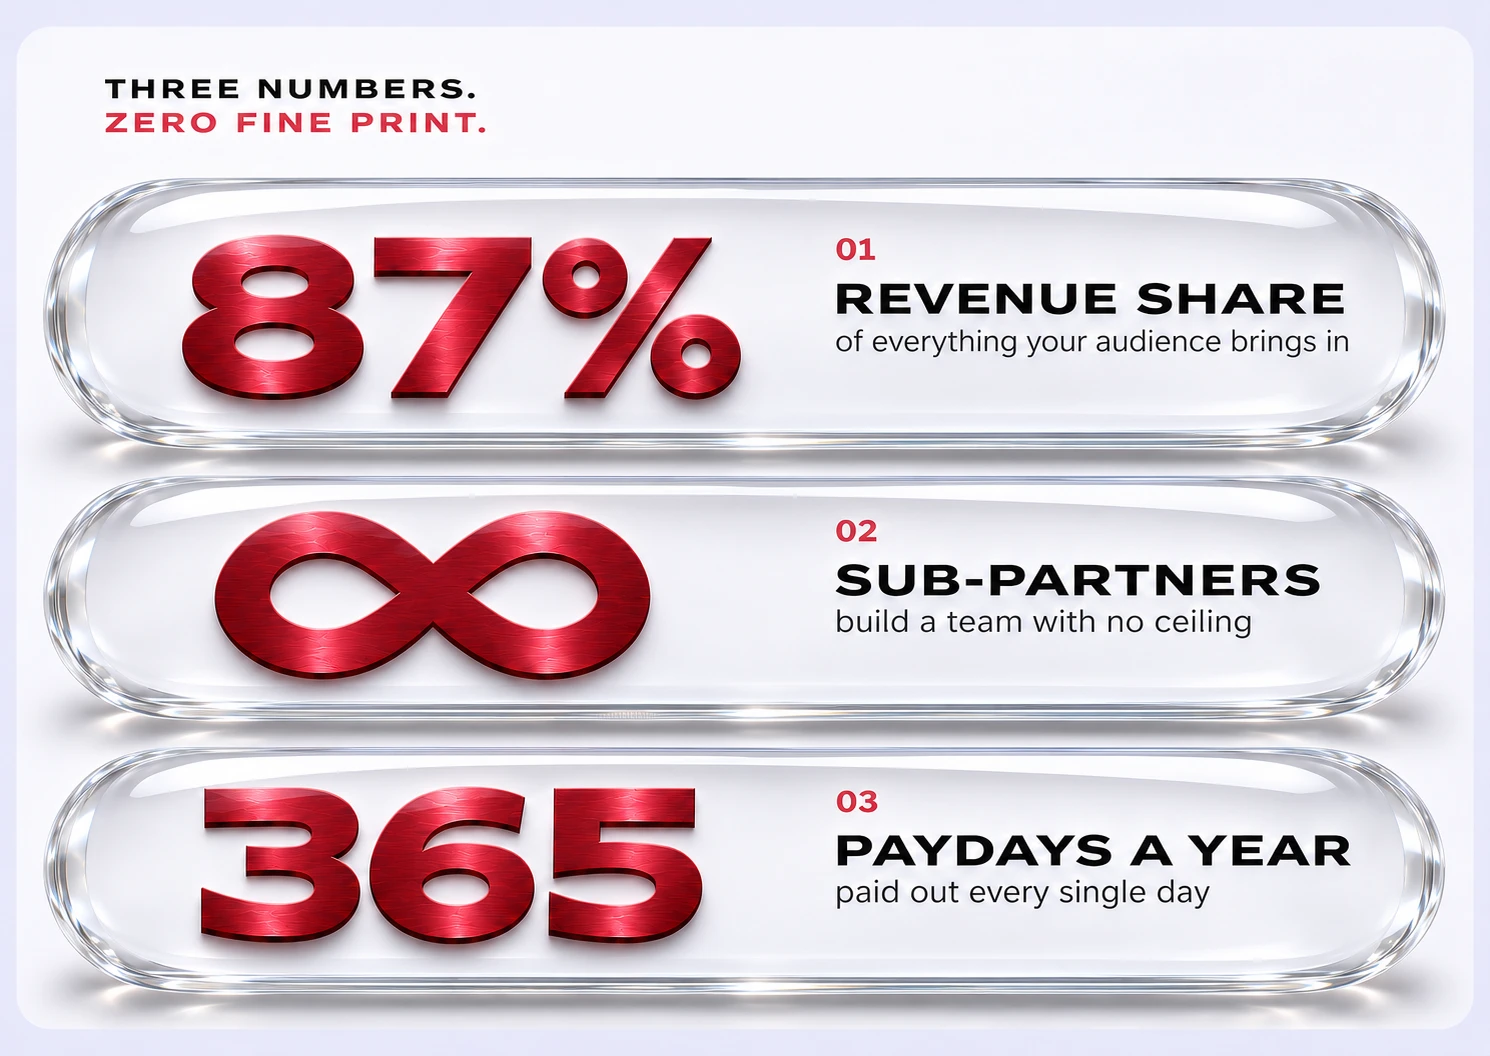 THREE NUMBERS.
ZERO FINE PRINT.
87%
01
REVENUE SHARE
of everything your audience brings in
∞
02
SUB-PARTNERS
build a team with no ceiling
365
03
PAYDAYS A YEAR
paid out every single day